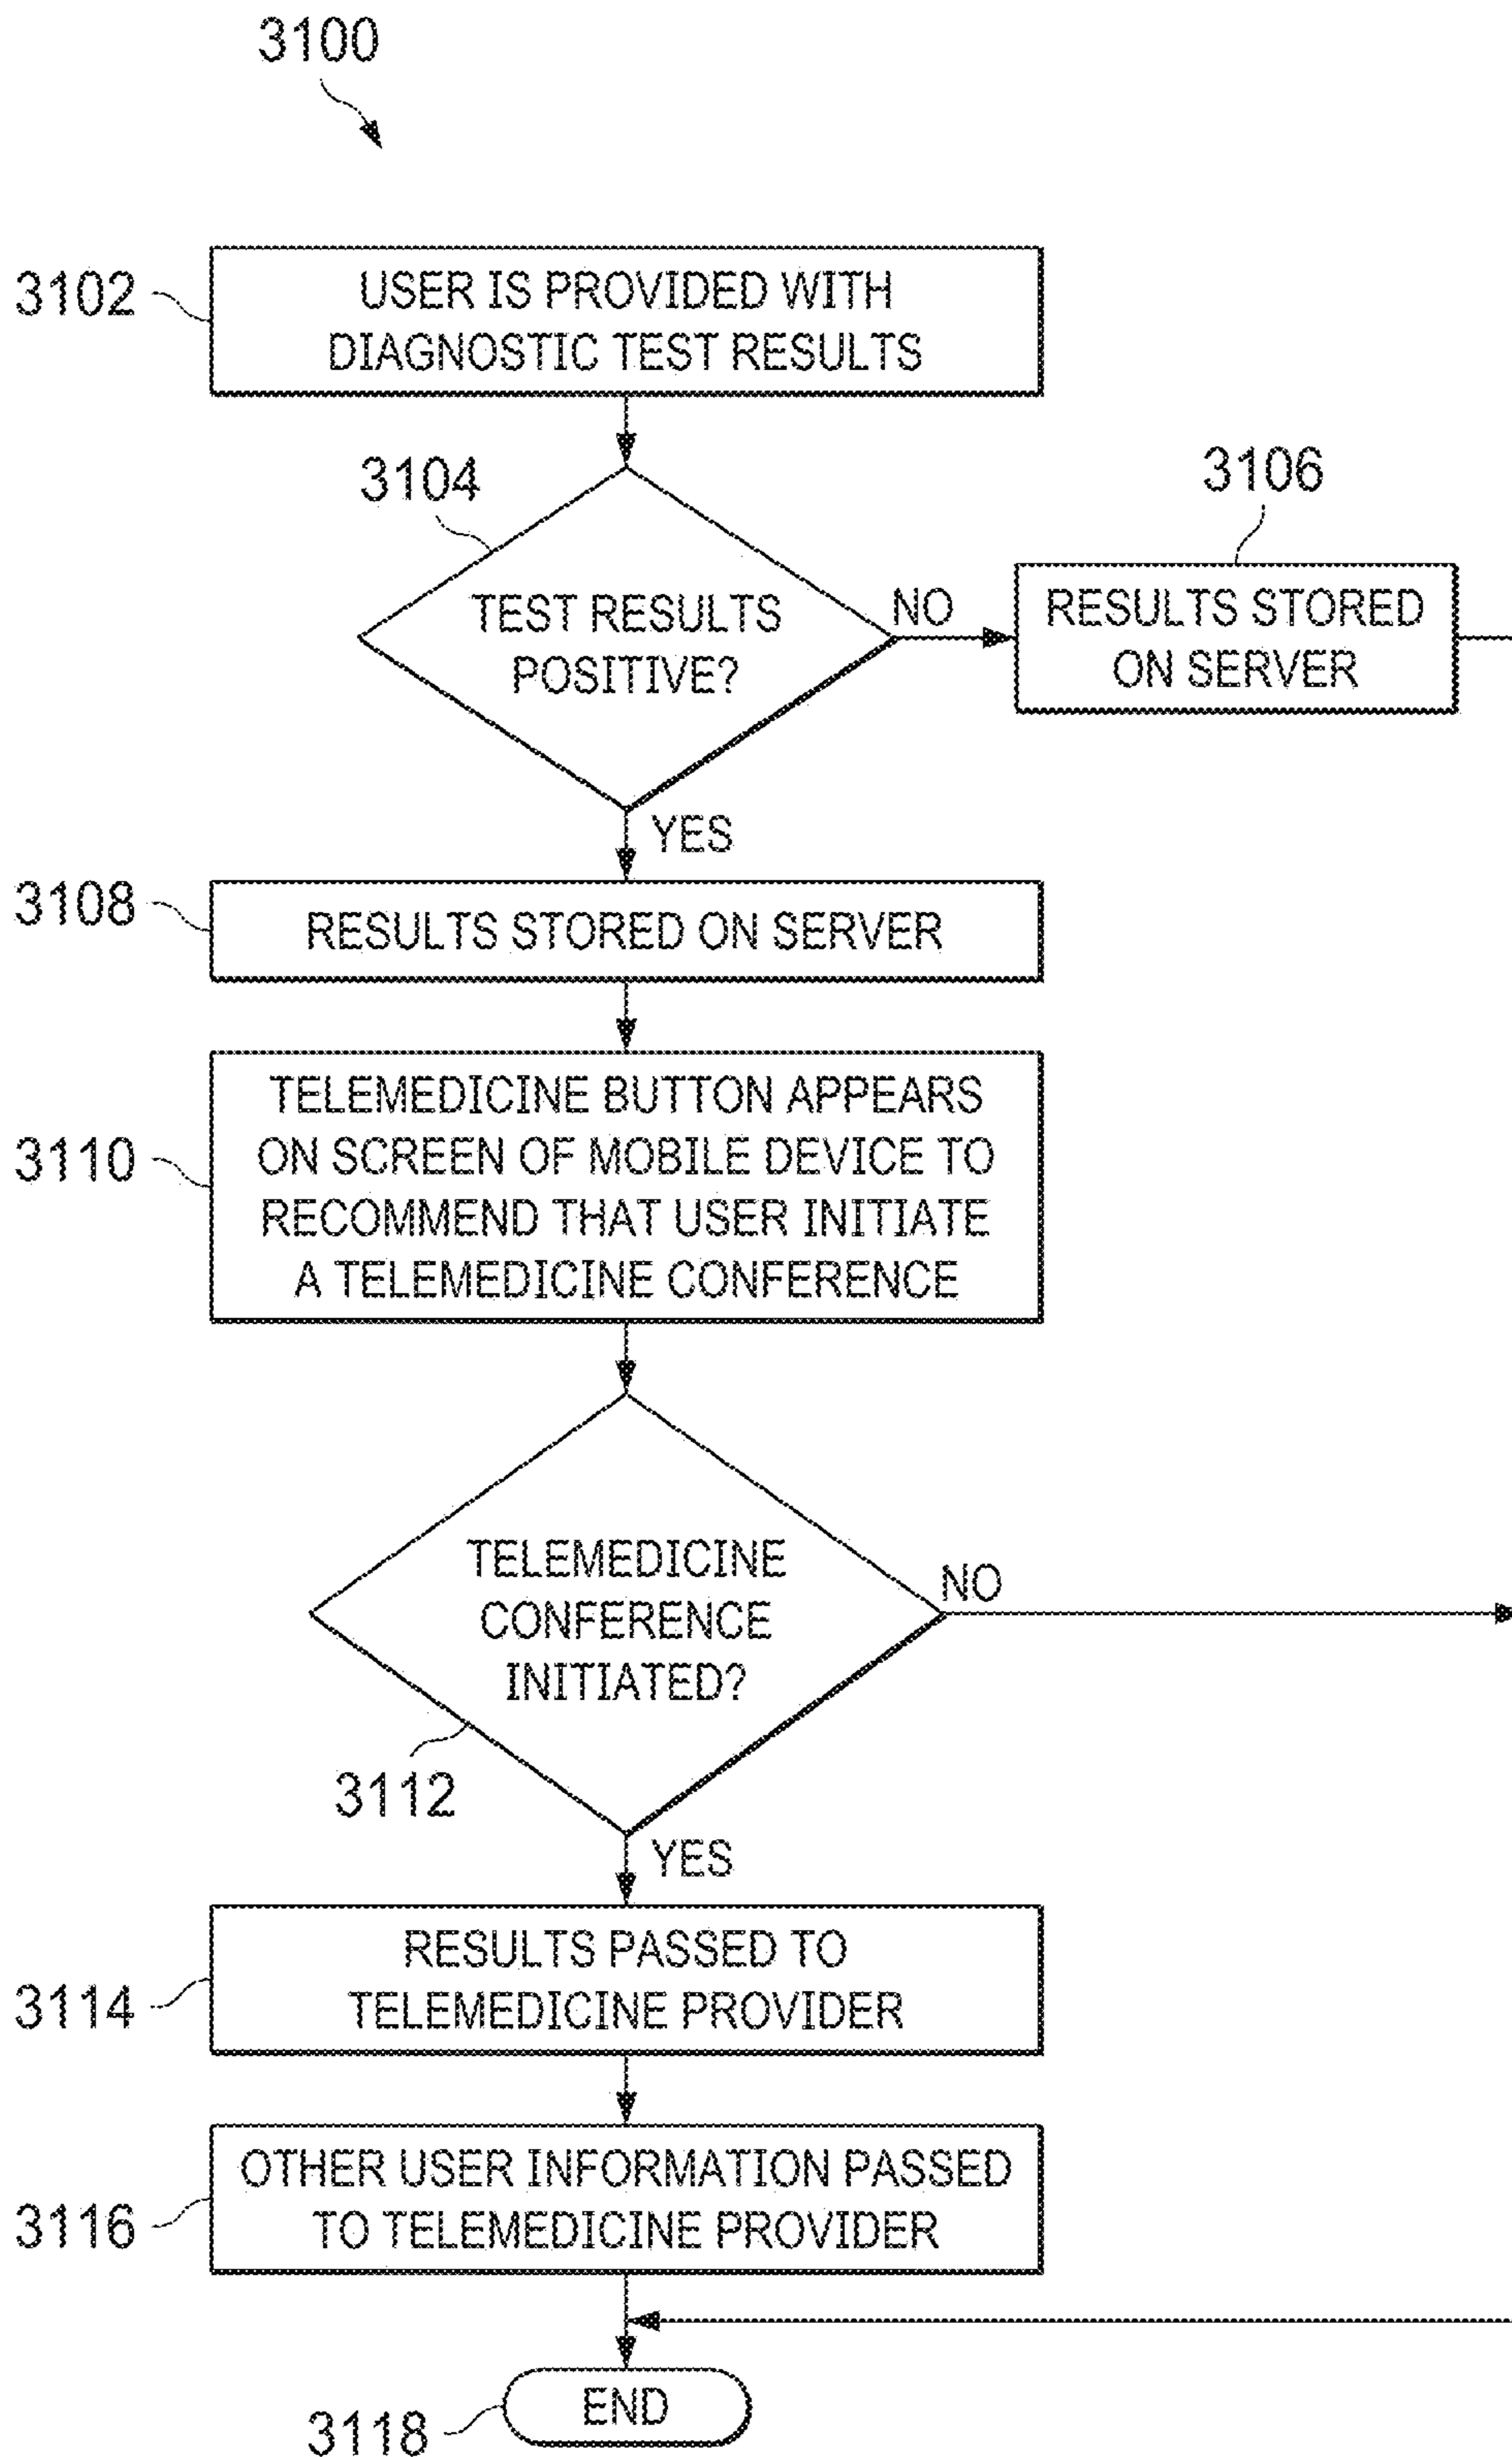 3100
3102
USER IS PROVIDED WITH
DIAGNOSTIC TEST RESULTS
3104
TEST RESULTS
POSITIVE?
NO
3106
RESULTS STORED
ON SERVER
YES
3108
RESULTS STORED ON SERVER
3110
TELEMEDICINE BUTTON APPEARS
ON SCREEN OF MOBILE DEVICE TO
RECOMMEND THAT USER INITIATE
A TELEMEDICINE CONFERENCE
TELEMEDICINE
CONFERENCE
INITIATED?
NO
3112
YES
3114
RESULTS PASSED TO
TELEMEDICINE PROVIDER
3116
OTHER USER INFORMATION PASSED
TO TELEMEDICINE PROVIDER
END
3118